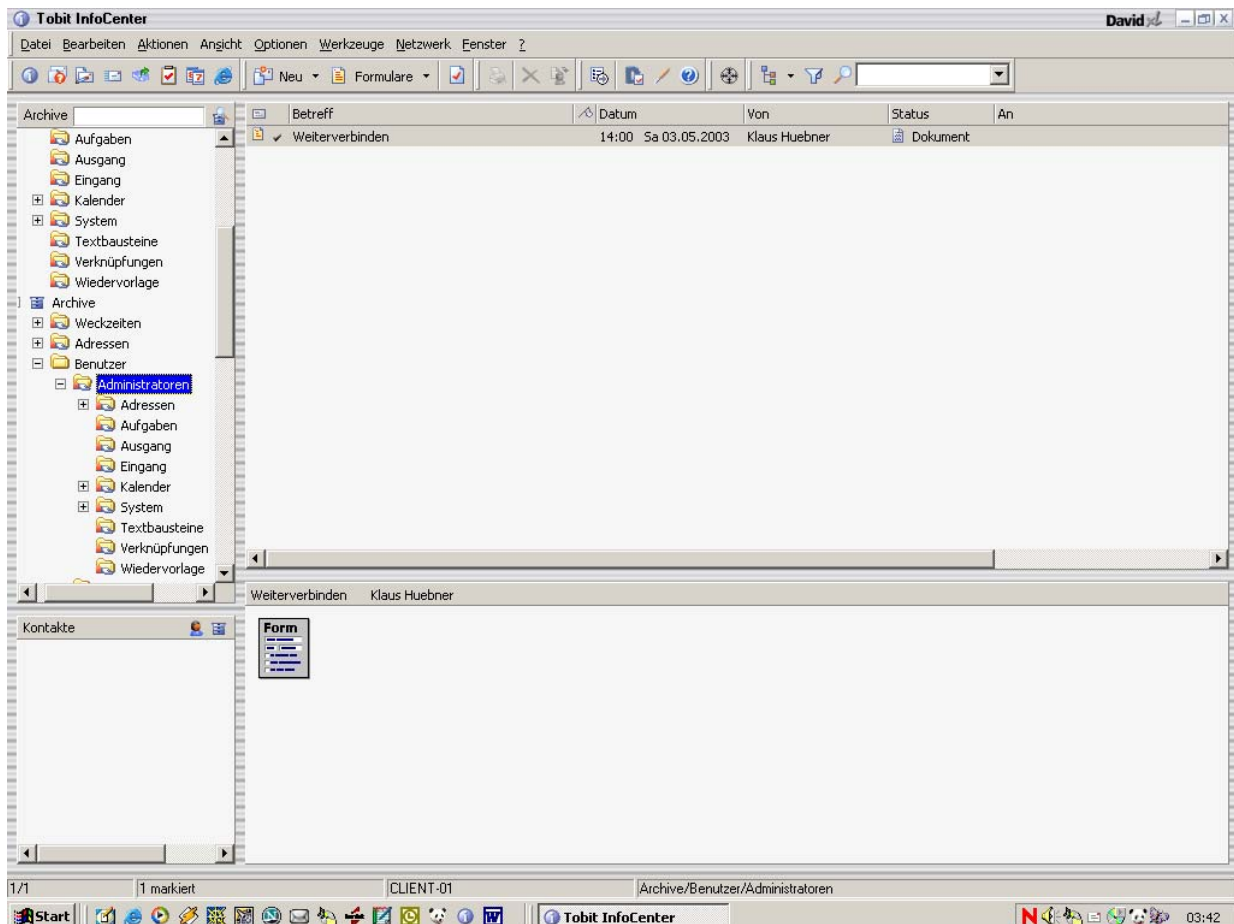 Tobit InfoCenter
David xl
Datei Bearbeiten Aktionen Ansicht Optionen Werkzeuge Netzwerk Fenster ?
Neu Formulare
Archive
Betreff Datum Von Status An
Weiterverbinden 14:00 Sa 03.05.2003 Klaus Huebner Dokument
Aufgaben
Ausgang
Eingang
Kalender
System
Textbausteine
Verknüpfungen
Wiedervorlage
Archive
Weckzeiten
Adressen
Benutzer
Administratoren
Adressen
Aufgaben
Ausgang
Eingang
Kalender
System
Textbausteine
Verknüpfungen
Wiedervorlage
Weiterverbinden Klaus Huebner
Form
Kontakte
1/1 1 markiert CLIENT-01 Archive/Benutzer/Administratoren
Start Tobit InfoCenter 03:42